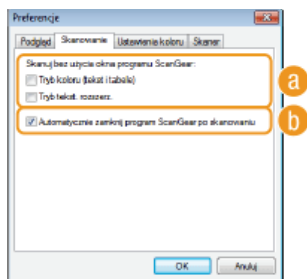 Preferencje
Podgląd Skanowanie Ustawienia koloru Skaner
Skanuj bez użycia okna programu ScanGear:
Tryb koloru (tekst i tabele)
Tryb tekst. rozszerz.
a
Automatycznie zamknij program ScanGear po skanowaniu
b
OK Anuluj